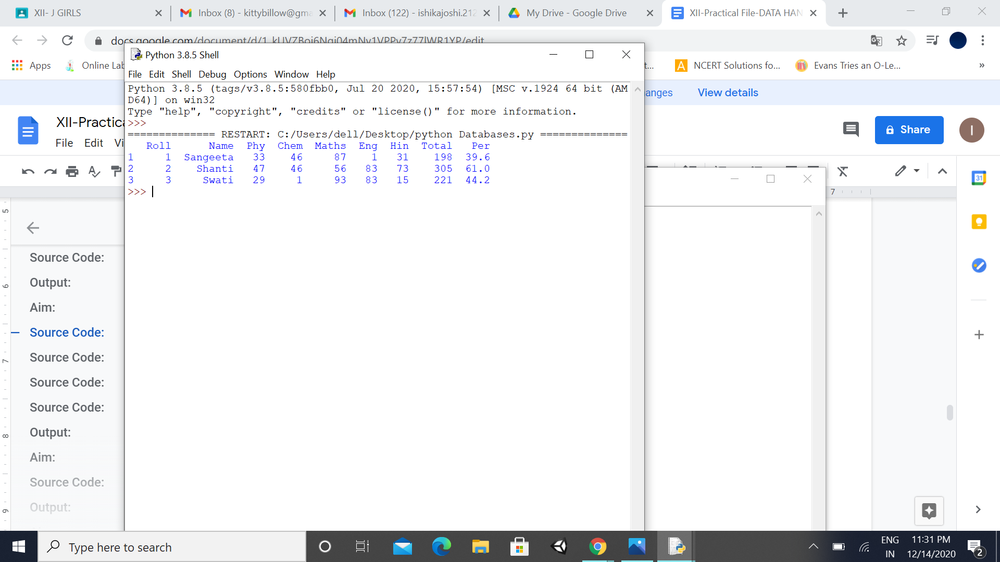 XII- J GIRLS
Inbox (8) - kittybillow@gma
Inbox (122) - ishikajoshi.212
My Drive - Google Drive
XII-Practical File-DATA HAN
Apps
Online Lab
t...
NCERT Solutions fo...
Evans Tries an O-Le...
»
Python 3.8.5 Shell
File Edit Shell Debug Options Window Help
Python 3.8.5 (tags/v3.8.5:580fbb0, Jul 20 2020, 15:57:54) [MSC v.1924 64 bit (AM
D64)] on win32
Type "help", "copyright", "credits" or "license()" for more information.
>>>
============== RESTART: C:/Users/dell/Desktop/python Databases.py ==============
Roll Name Phy Chem Maths Eng Hin Total Per
1 1 Sangeeta 33 46 87 1 31 198 39.6
2 2 Shanti 47 46 56 83 73 305 61.0
3 3 Swati 29 1 93 83 15 221 44.2
>>>
anges
View details
XII-Practica
File Edit Vi
Share
I
31
7
5
6
7
8
9
Source Code:
Output:
Aim:
Source Code:
Source Code:
Source Code:
Source Code:
Output:
Aim:
Source Code:
Output:
Type here to search
ENG
IN
11:31 PM
12/14/2020
2